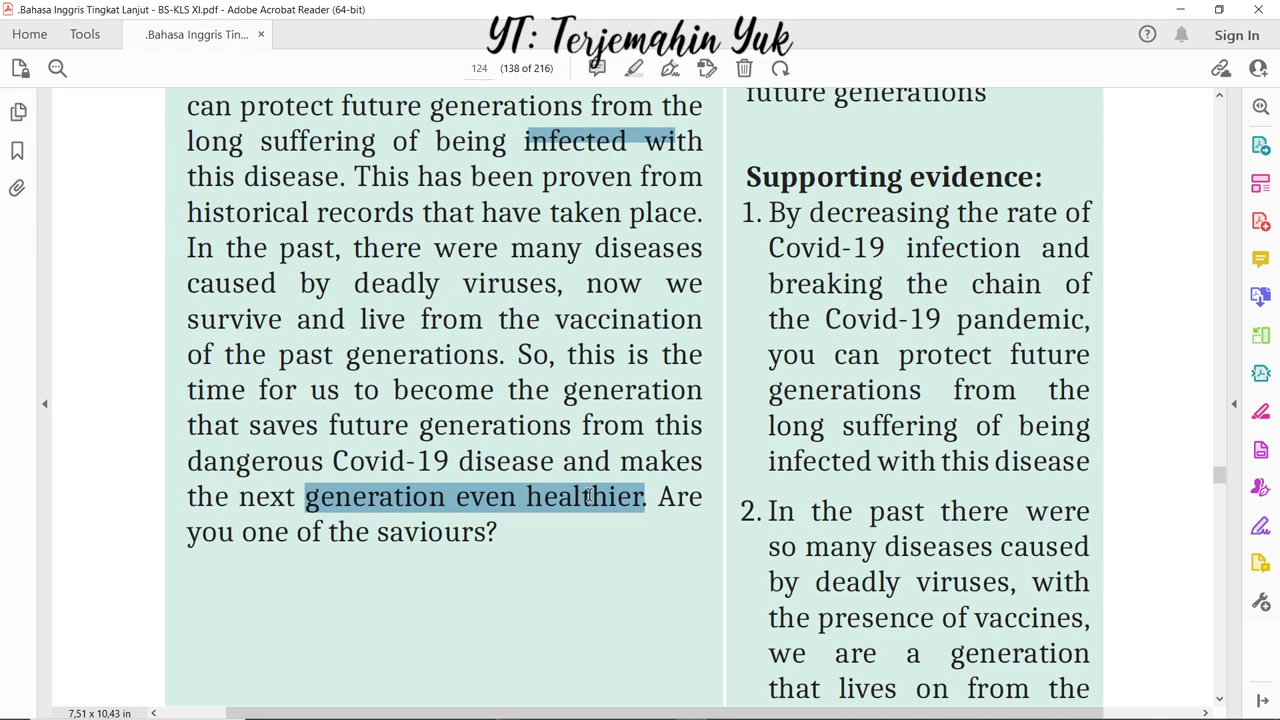 .Bahasa Inggris Tingkat Lanjut - BS-KLS XI.pdf - Adobe Acrobat Reader (64-bit)
YT: Terjemahin Yuk
Home Tools .Bahasa Inggris Tin... × Sign In
124 (138 of 216)
can protect future generations from the
long suffering of being infected with
this disease. This has been proven from
historical records that have taken place.
In the past, there were many diseases
caused by deadly viruses, now we
survive and live from the vaccination
of the past generations. So, this is the
time for us to become the generation
that saves future generations from this
dangerous Covid-19 disease and makes
the next generation even healthier. Are
you one of the saviours?
future generations
Supporting evidence:
1. By decreasing the rate of
Covid-19 infection and
breaking the chain of
the Covid-19 pandemic,
you can protect future
generations from the
long suffering of being
infected with this disease
2. In the past there were
so many diseases caused
by deadly viruses, with
the presence of vaccines,
we are a generation
that lives on from the
7,51 x 10,43 in